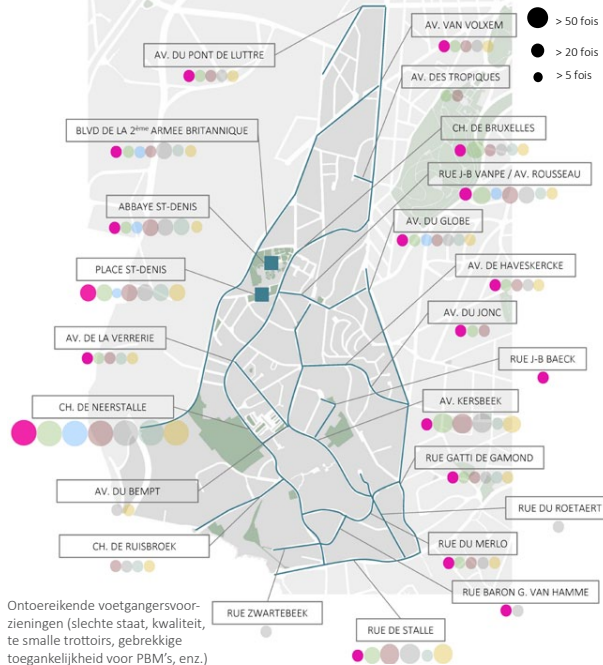 AV. VAN VOLXEM
> 50 fois
AV. DU PONT DE LUTTRE
> 20 fois
AV. DES TROPIQUES
> 5 fois
BLVD DE LA 2ème ARMEE BRITANNIQUE
CH. DE BRUXELLES
RUE J-B VANPE / AV. ROUSSEAU
ABBAYE ST-DENIS
AV. DU GLOBE
PLACE ST-DENIS
AV. DE HAVESKERCKE
AV. DU JONC
AV. DE LA VERRERIE
RUE J-B BAECK
CH. DE NEERSTALLE
AV. KERSBEEK
RUE GATTI DE GAMOND
AV. DU BEMPT
RUE DU ROETAERT
CH. DE RUISBROEK
RUE DU MERLO
RUE BARON G. VAN HAMME
Ontoereikende voetgangersvoor-
zieningen (slechte staat, kwaliteit,
te smalle trottoirs, gebrekkige
toegankelijkheid voor PBM's, enz.)
RUE ZWARTEBEEK
RUE DE STALLE